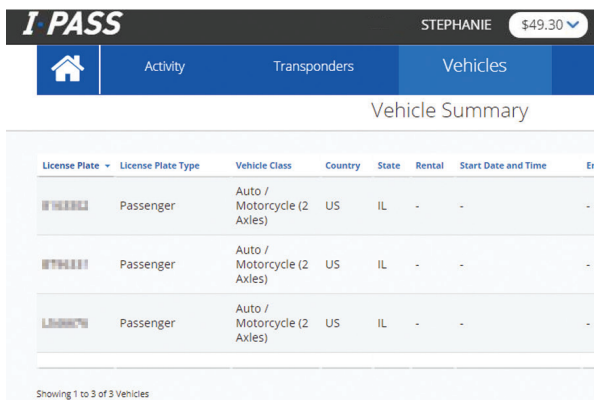 I-PASS
STEPHANIE $49.30
Activity Transponders Vehicles
Vehicle Summary
License Plate License Plate Type Vehicle Class Country State Rental Start Date and Time
Auto /
Passenger Motorcycle (2 US IL - - -
Axles)
Auto /
Passenger Motorcycle (2 US IL - - -
Axles)
Auto /
Passenger Motorcycle (2 US IL - - -
Axles)
Showing 1 to 3 of 3 Vehicles